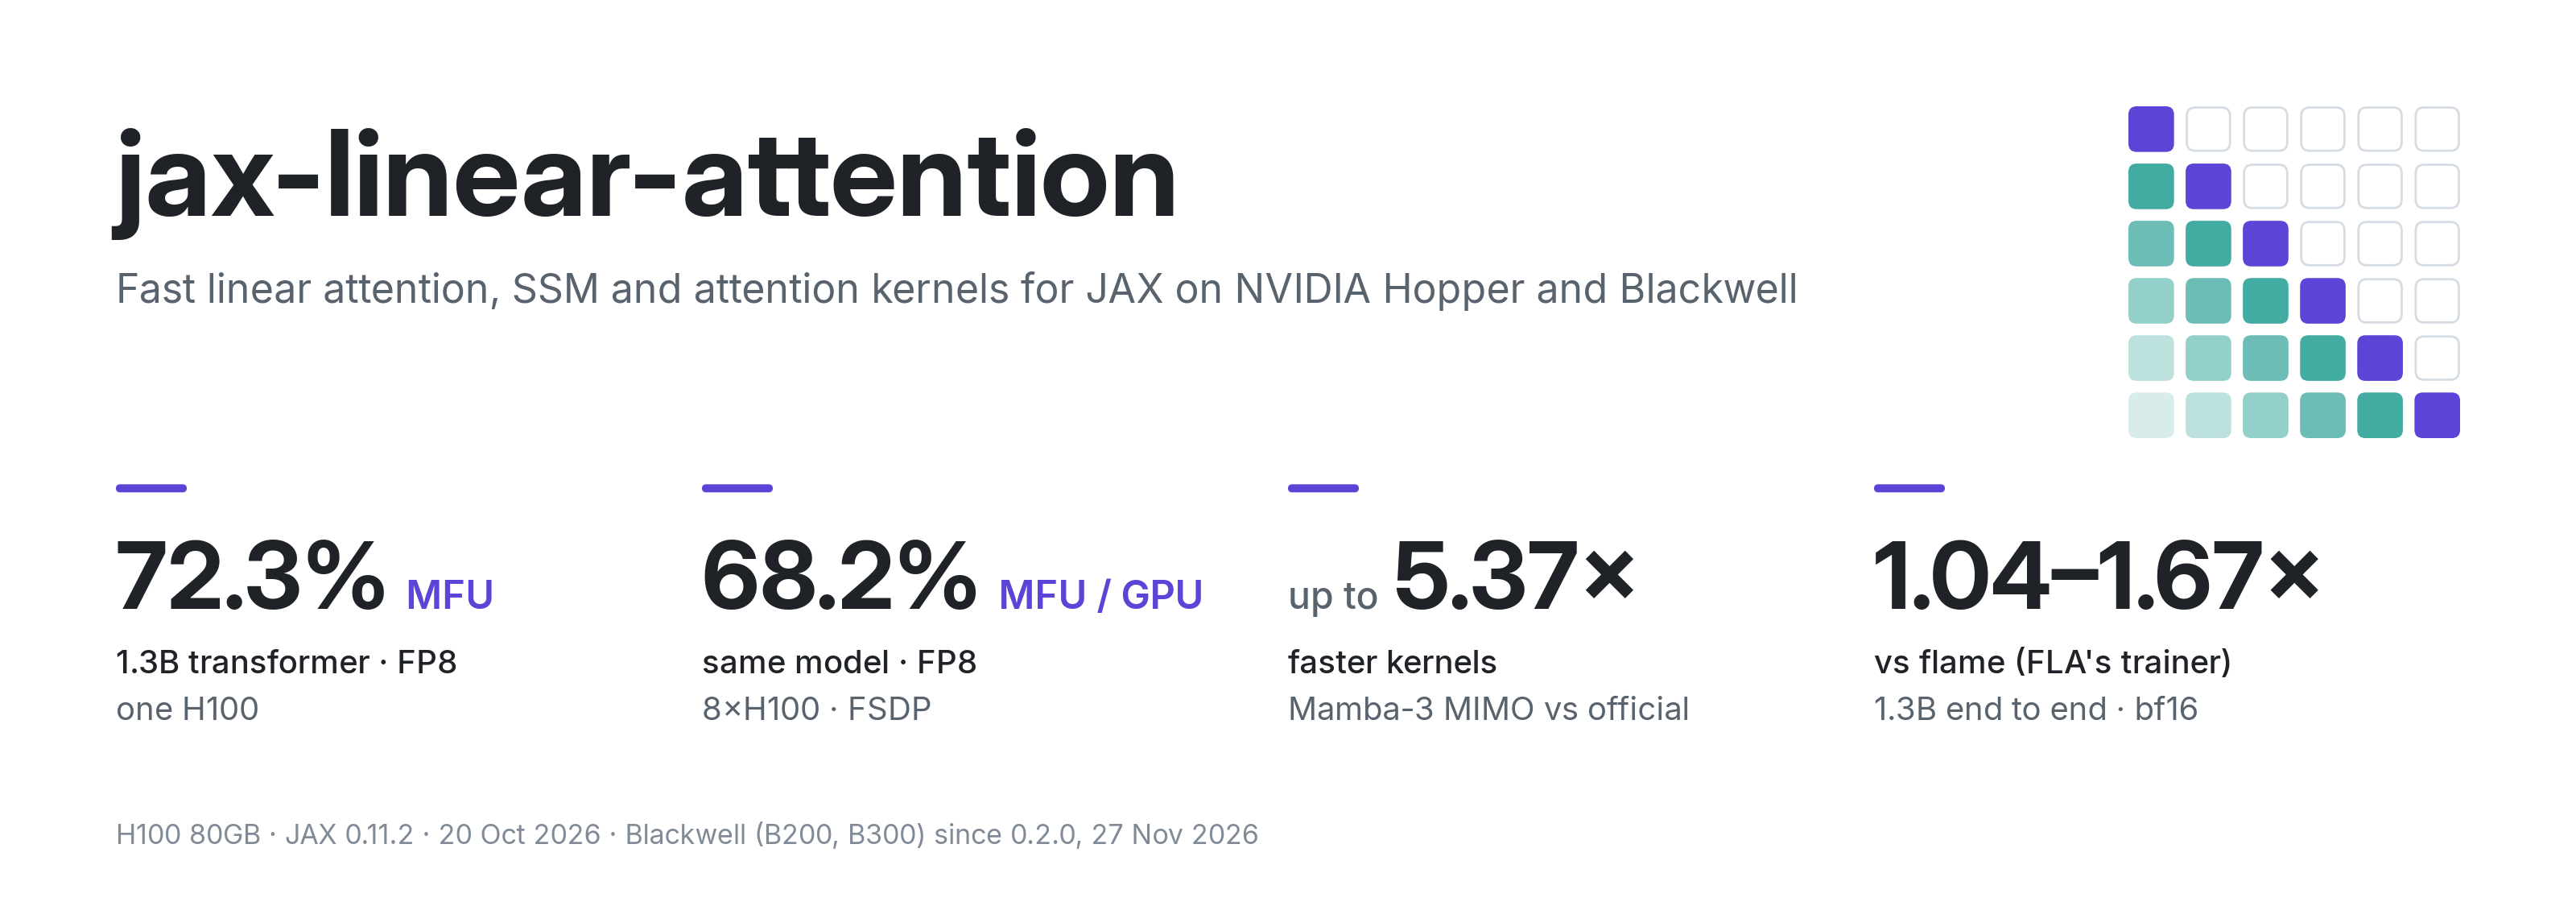 jax-linear-attention
Fast linear attention, SSM and attention kernels for JAX on NVIDIA Hopper and Blackwell
72.3% MFU
1.3B transformer · FP8
one H100
68.2% MFU / GPU
same model · FP8
8×H100 · FSDP
up to 5.37×
faster kernels
Mamba-3 MIMO vs official
1.04–1.67×
vs flame (FLA's trainer)
1.3B end to end · bf16
H100 80GB · JAX 0.11.2 · 20 Oct 2026 · Blackwell (B200, B300) since 0.2.0, 27 Nov 2026